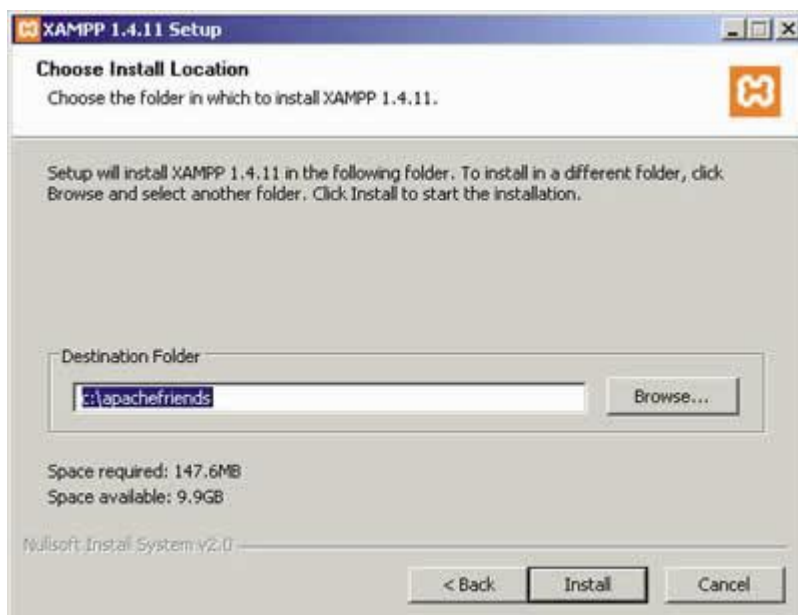 XAMPP 1.4.11 Setup
Choose Install Location
Choose the folder in which to install XAMPP 1.4.11.
Setup will install XAMPP 1.4.11 in the following folder. To install in a different folder, click
Browse and select another folder. Click Install to start the installation.
Destination Folder
c:\apachefriends
Browse...
Space required: 147.6MB
Space available: 9.9GB
Nullsoft Install System v2.0
< Back
Install
Cancel